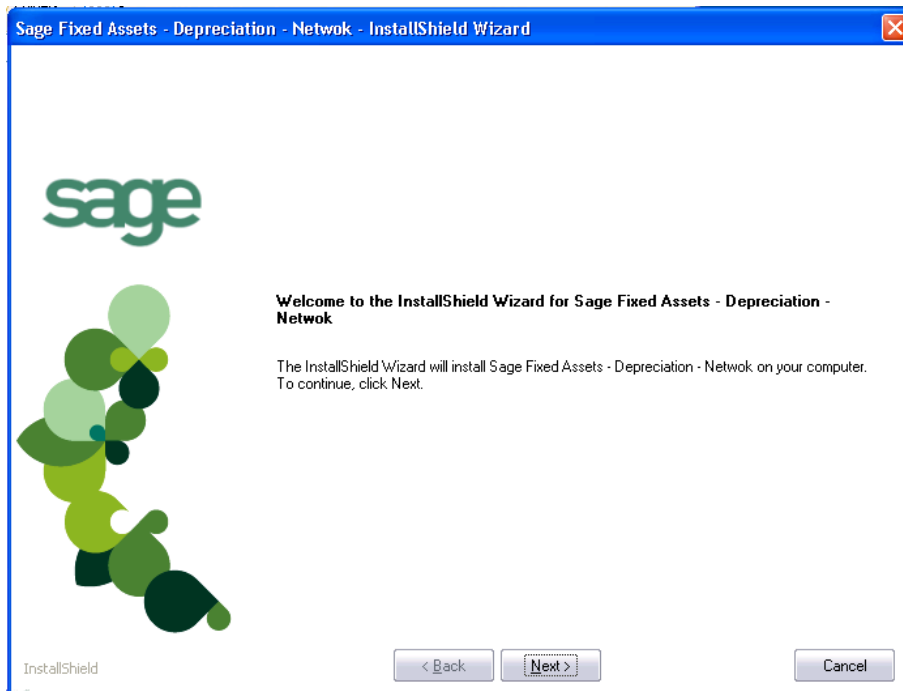 Sage Fixed Assets - Depreciation - Netwok - InstallShield Wizard
sage
Welcome to the InstallShield Wizard for Sage Fixed Assets - Depreciation -
Netwok
The InstallShield Wizard will install Sage Fixed Assets - Depreciation - Netwok on your computer.
To continue, click Next.
InstallShield
< Back
Next >
Cancel